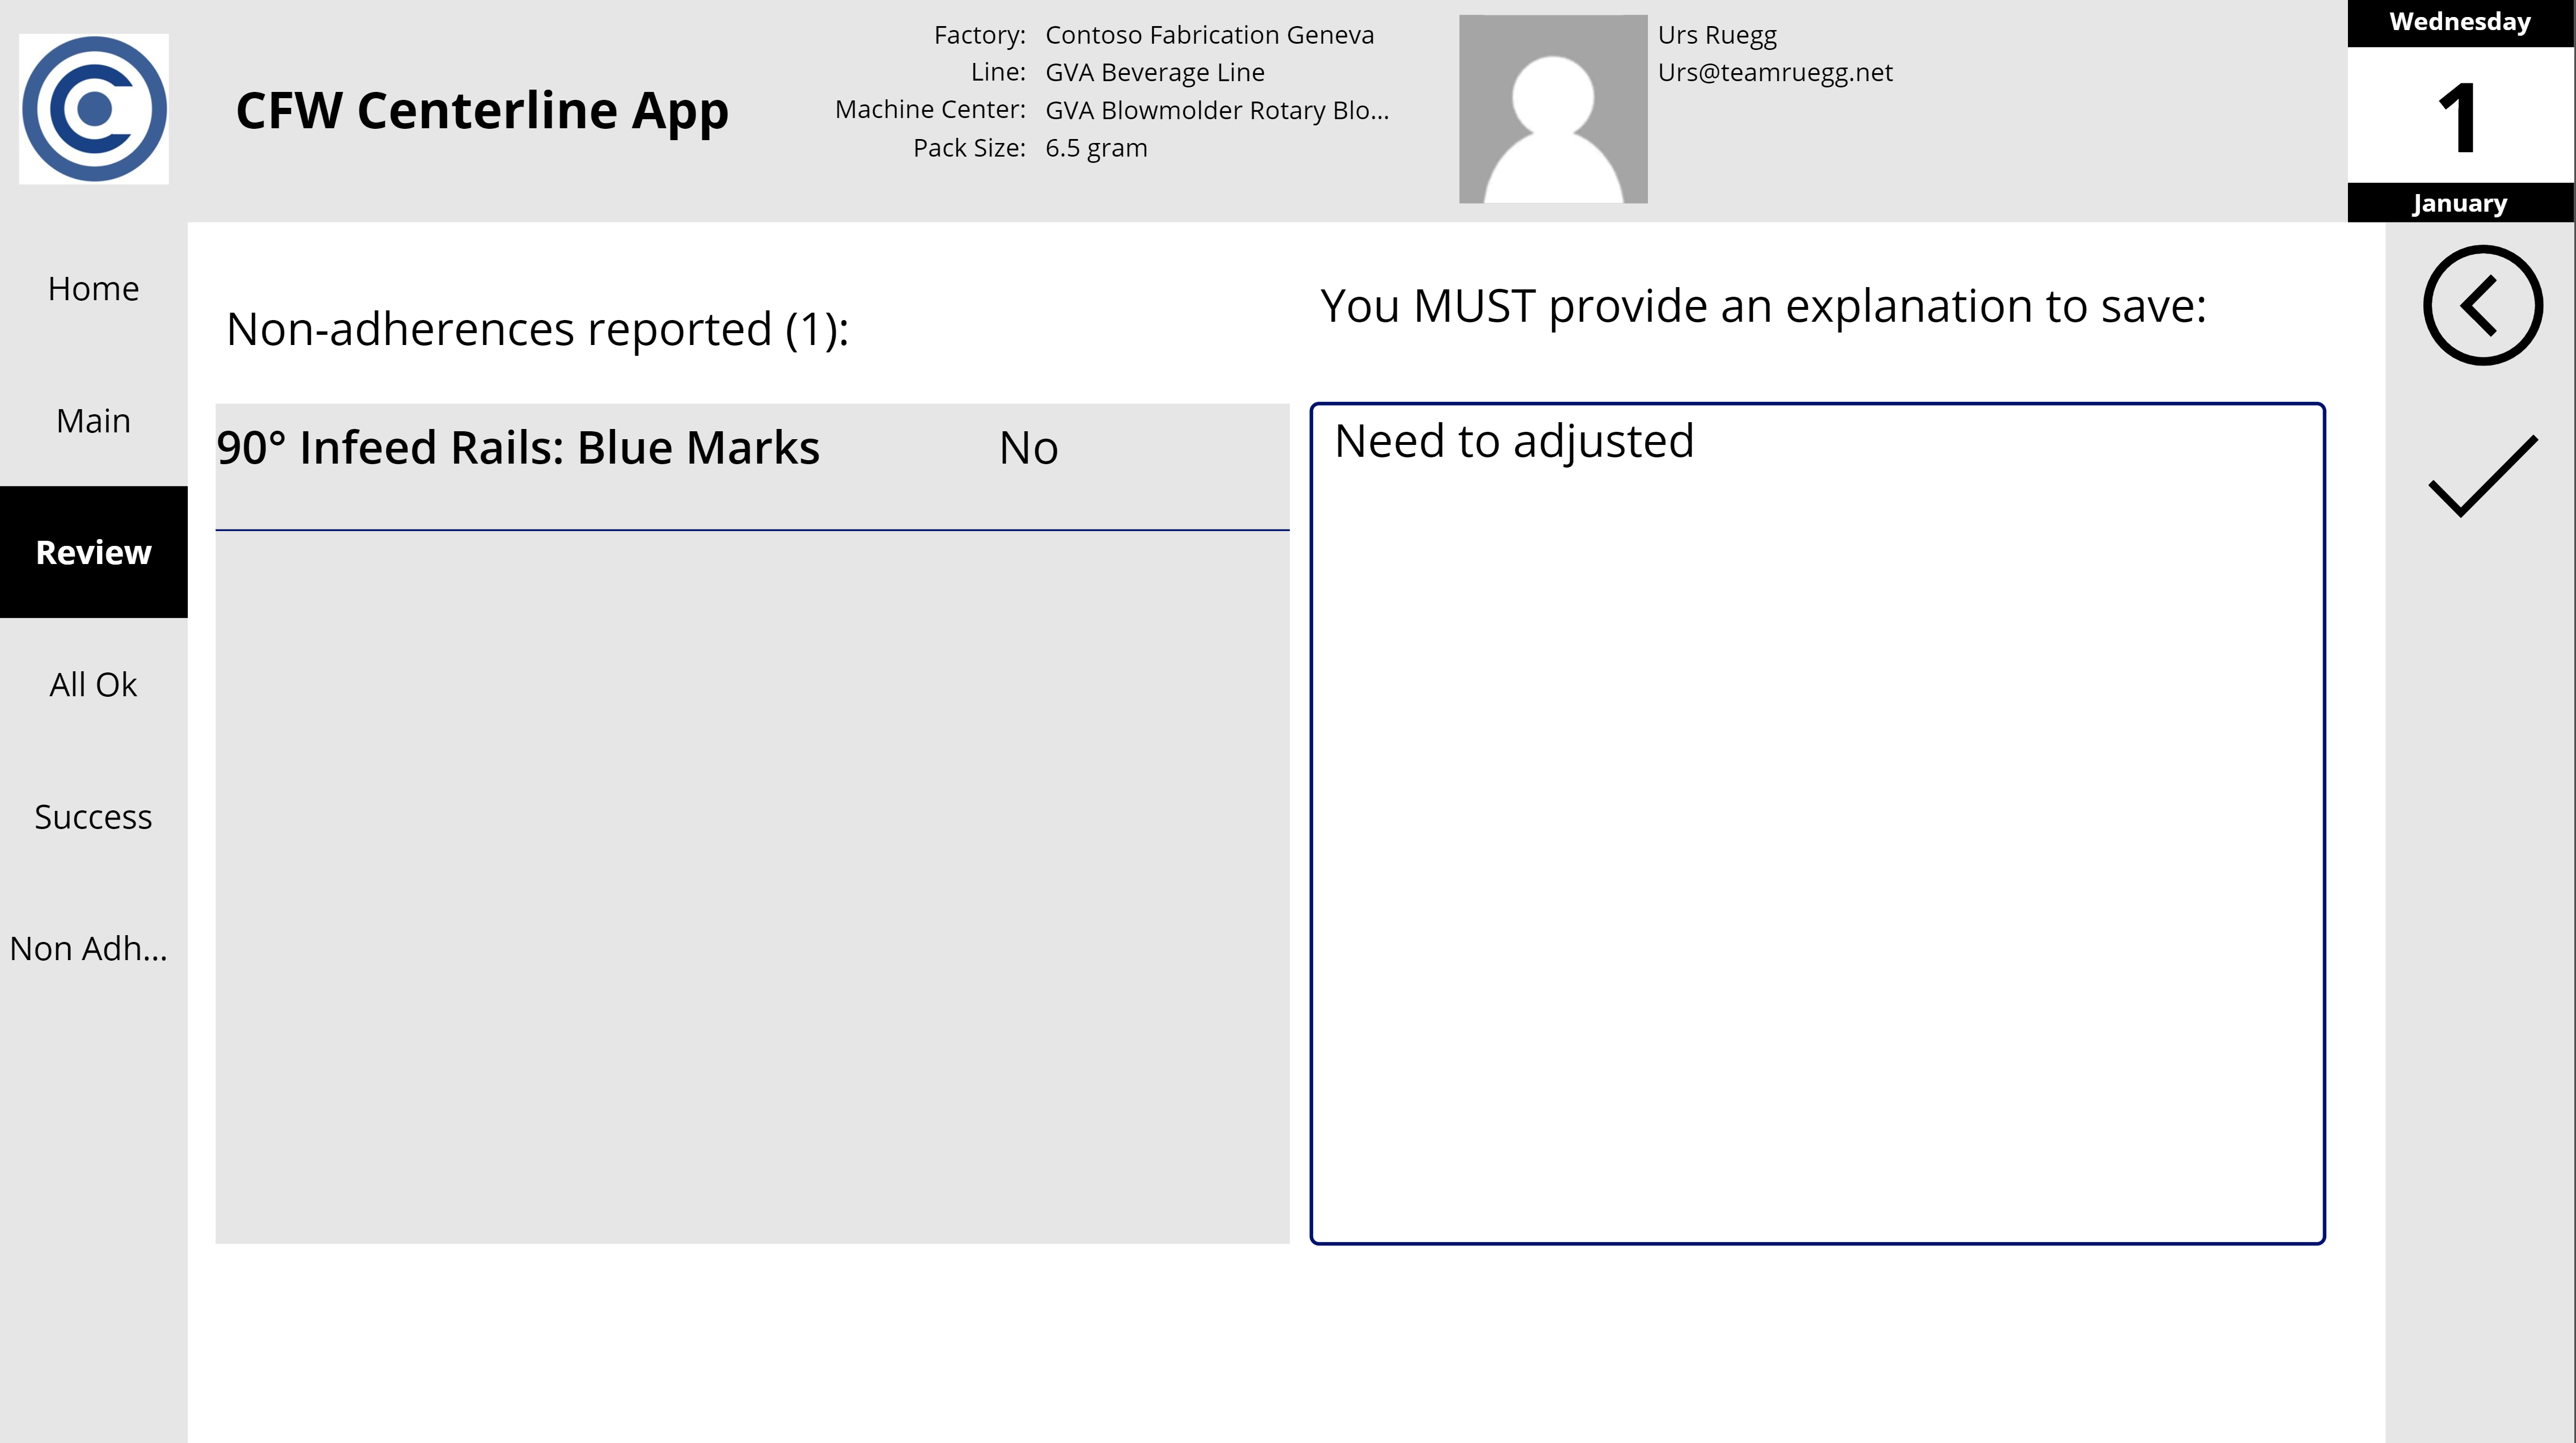 CFW Centerline App
Factory: Contoso Fabrication Geneva
Line: GVA Beverage Line
Machine Center: GVA Blowmolder Rotary Blo...
Pack Size: 6.5 gram
Urs Ruegg
Urs@teamruegg.net
Wednesday
1
January
Home
Main
Review
All Ok
Success
Non Adh...
Non-adherences reported (1):
90° Infeed Rails: Blue Marks No
You MUST provide an explanation to save:
Need to adjusted